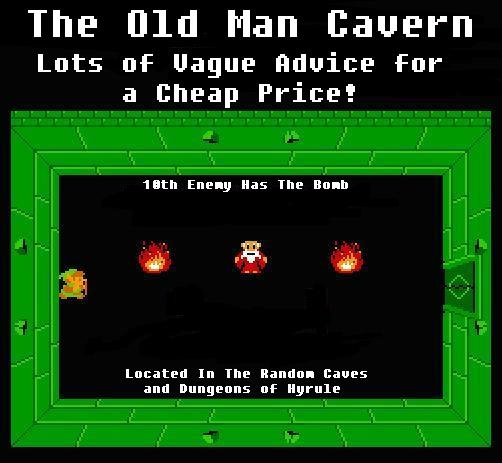 The Old Man Cavern
Lots of Vague Advice for
a Cheap Price!
10th Enemy Has The Bomb
Located In The Random Caves
and Dungeons of Hyrule